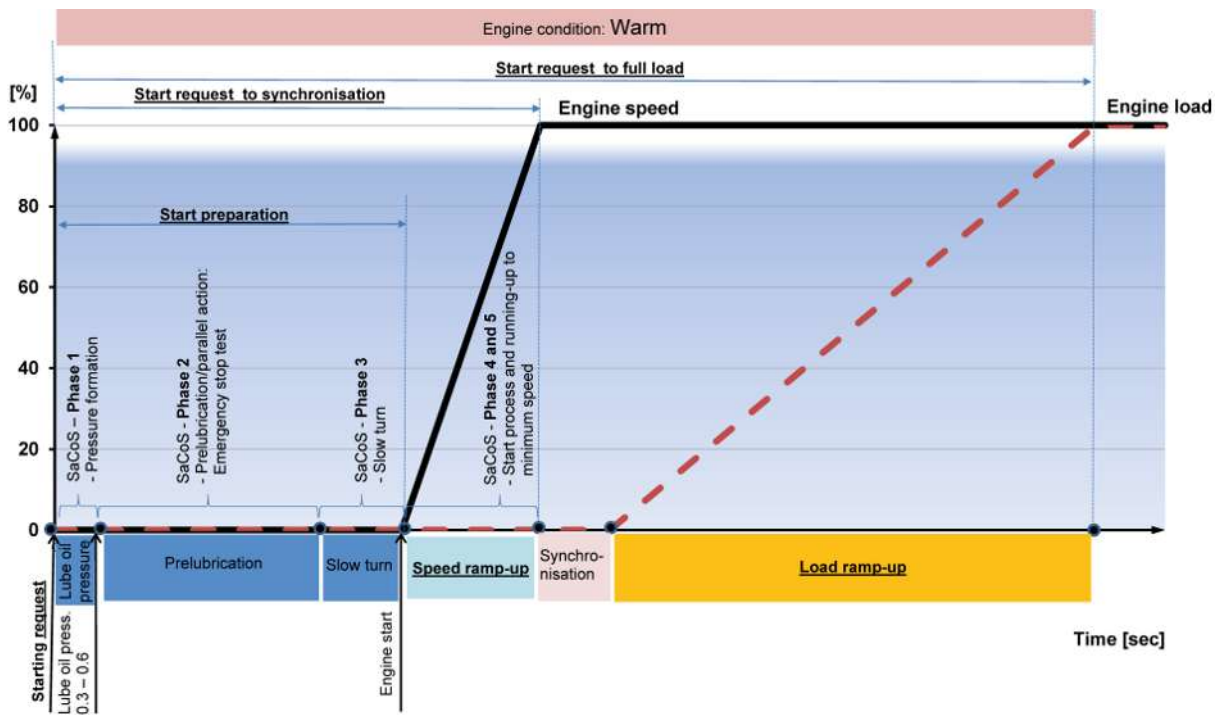 Engine condition: Warm
Start request to full load
[%]
Start request to synchronisation
Engine speed
Engine load
100
80
60
40
20
0
Start preparation
SaCoS – Phase 1
- Pressure formation
SaCoS - Phase 2
- Prelubrication/parallel action:
Emergency stop test
SaCoS - Phase 3
- Slow turn
SaCoS - Phase 4 and 5
- Start process and running-up to
minimum speed
Lube oil
pressure
Prelubrication
Slow turn
Speed ramp-up
Synchro-
nisation
Load ramp-up
Starting request
Lube oil press.
0.3 – 0.6
Engine start
Time [sec]